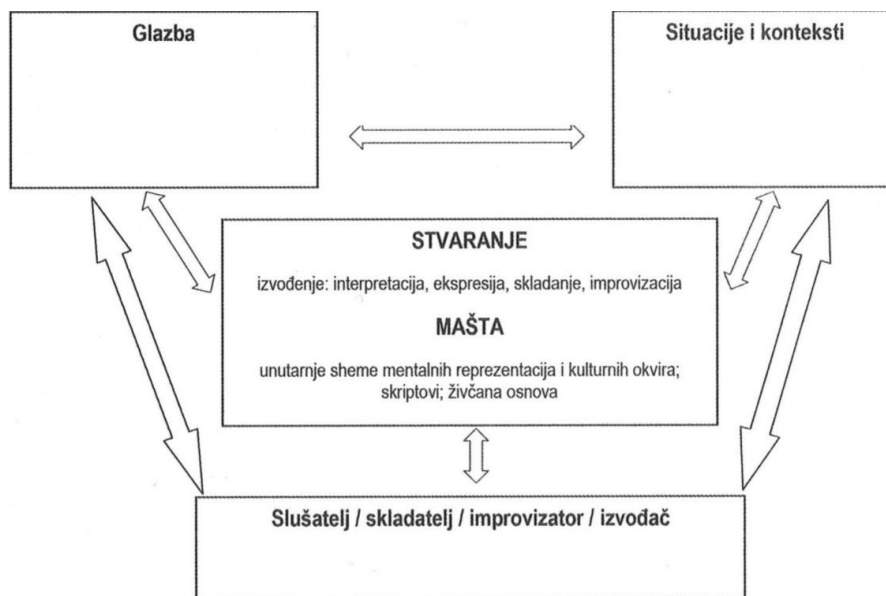 Glazba
Situacije i konteksti
STVARANJE
izvođenje: interpretacija, ekspresija, skladanje, improvizacija
MAŠTA
unutarnje sheme mentalnih reprezentacija i kulturnih okvira;
skriptovi; živčana osnova
Slušatelj / skladatelj / improvizator / izvođač